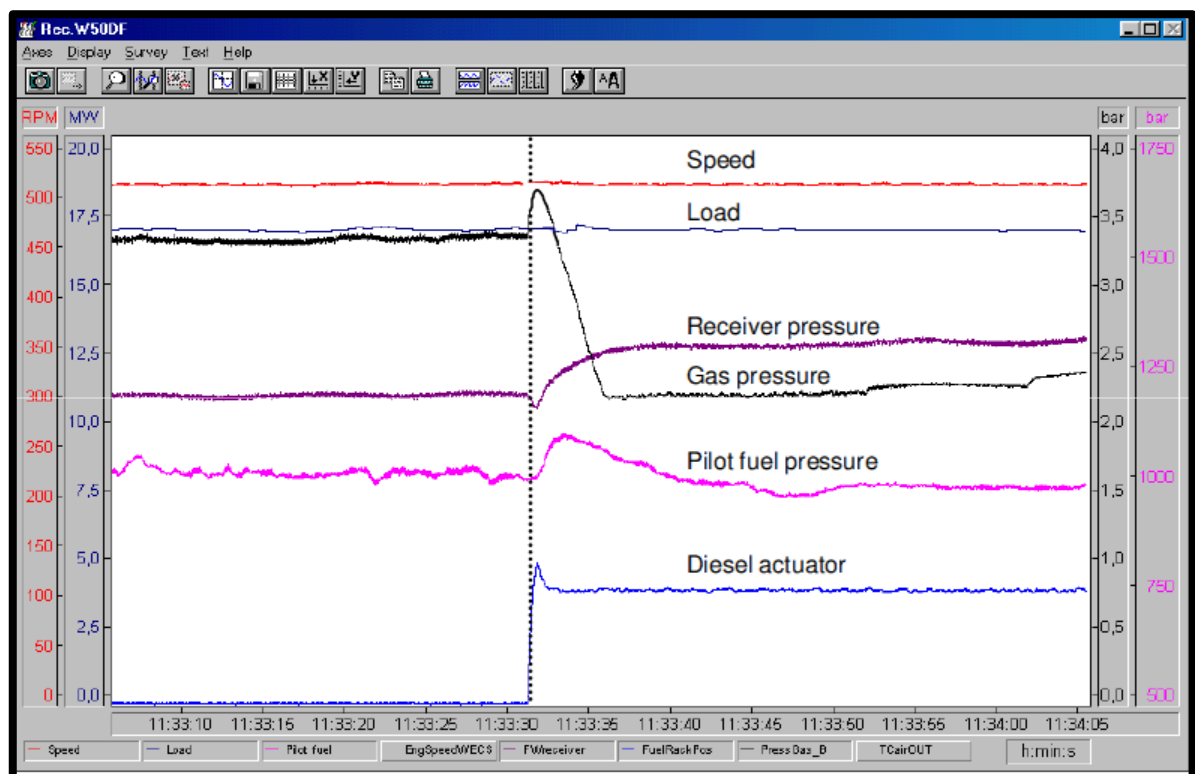 Rec.W50DF
Axes Display Survey Text Help
RPM MW bar bar
550 20,0 4,0 1750
Speed
500
17,5 Load 3,5
450 1500
15,0 3,0
400
Receiver pressure
350 12,5 2,5 1250
Gas pressure
300
10,0 2,0
250
Pilot fuel pressure 1000
200 7,5 1,5
150
5,0 Diesel actuator 1,0
100 750
2,5 0,5
50
0 0,0 0,0 500
11:33:10 11:33:15 11:33:20 11:33:25 11:33:30 11:33:35 11:33:40 11:33:45 11:33:50 11:33:55 11:34:00 11:34:05
Speed Load Pilot fuel EngSpeedWECS PWreceiver FuelRackPos PressGas_B TCairOUT h:min:s